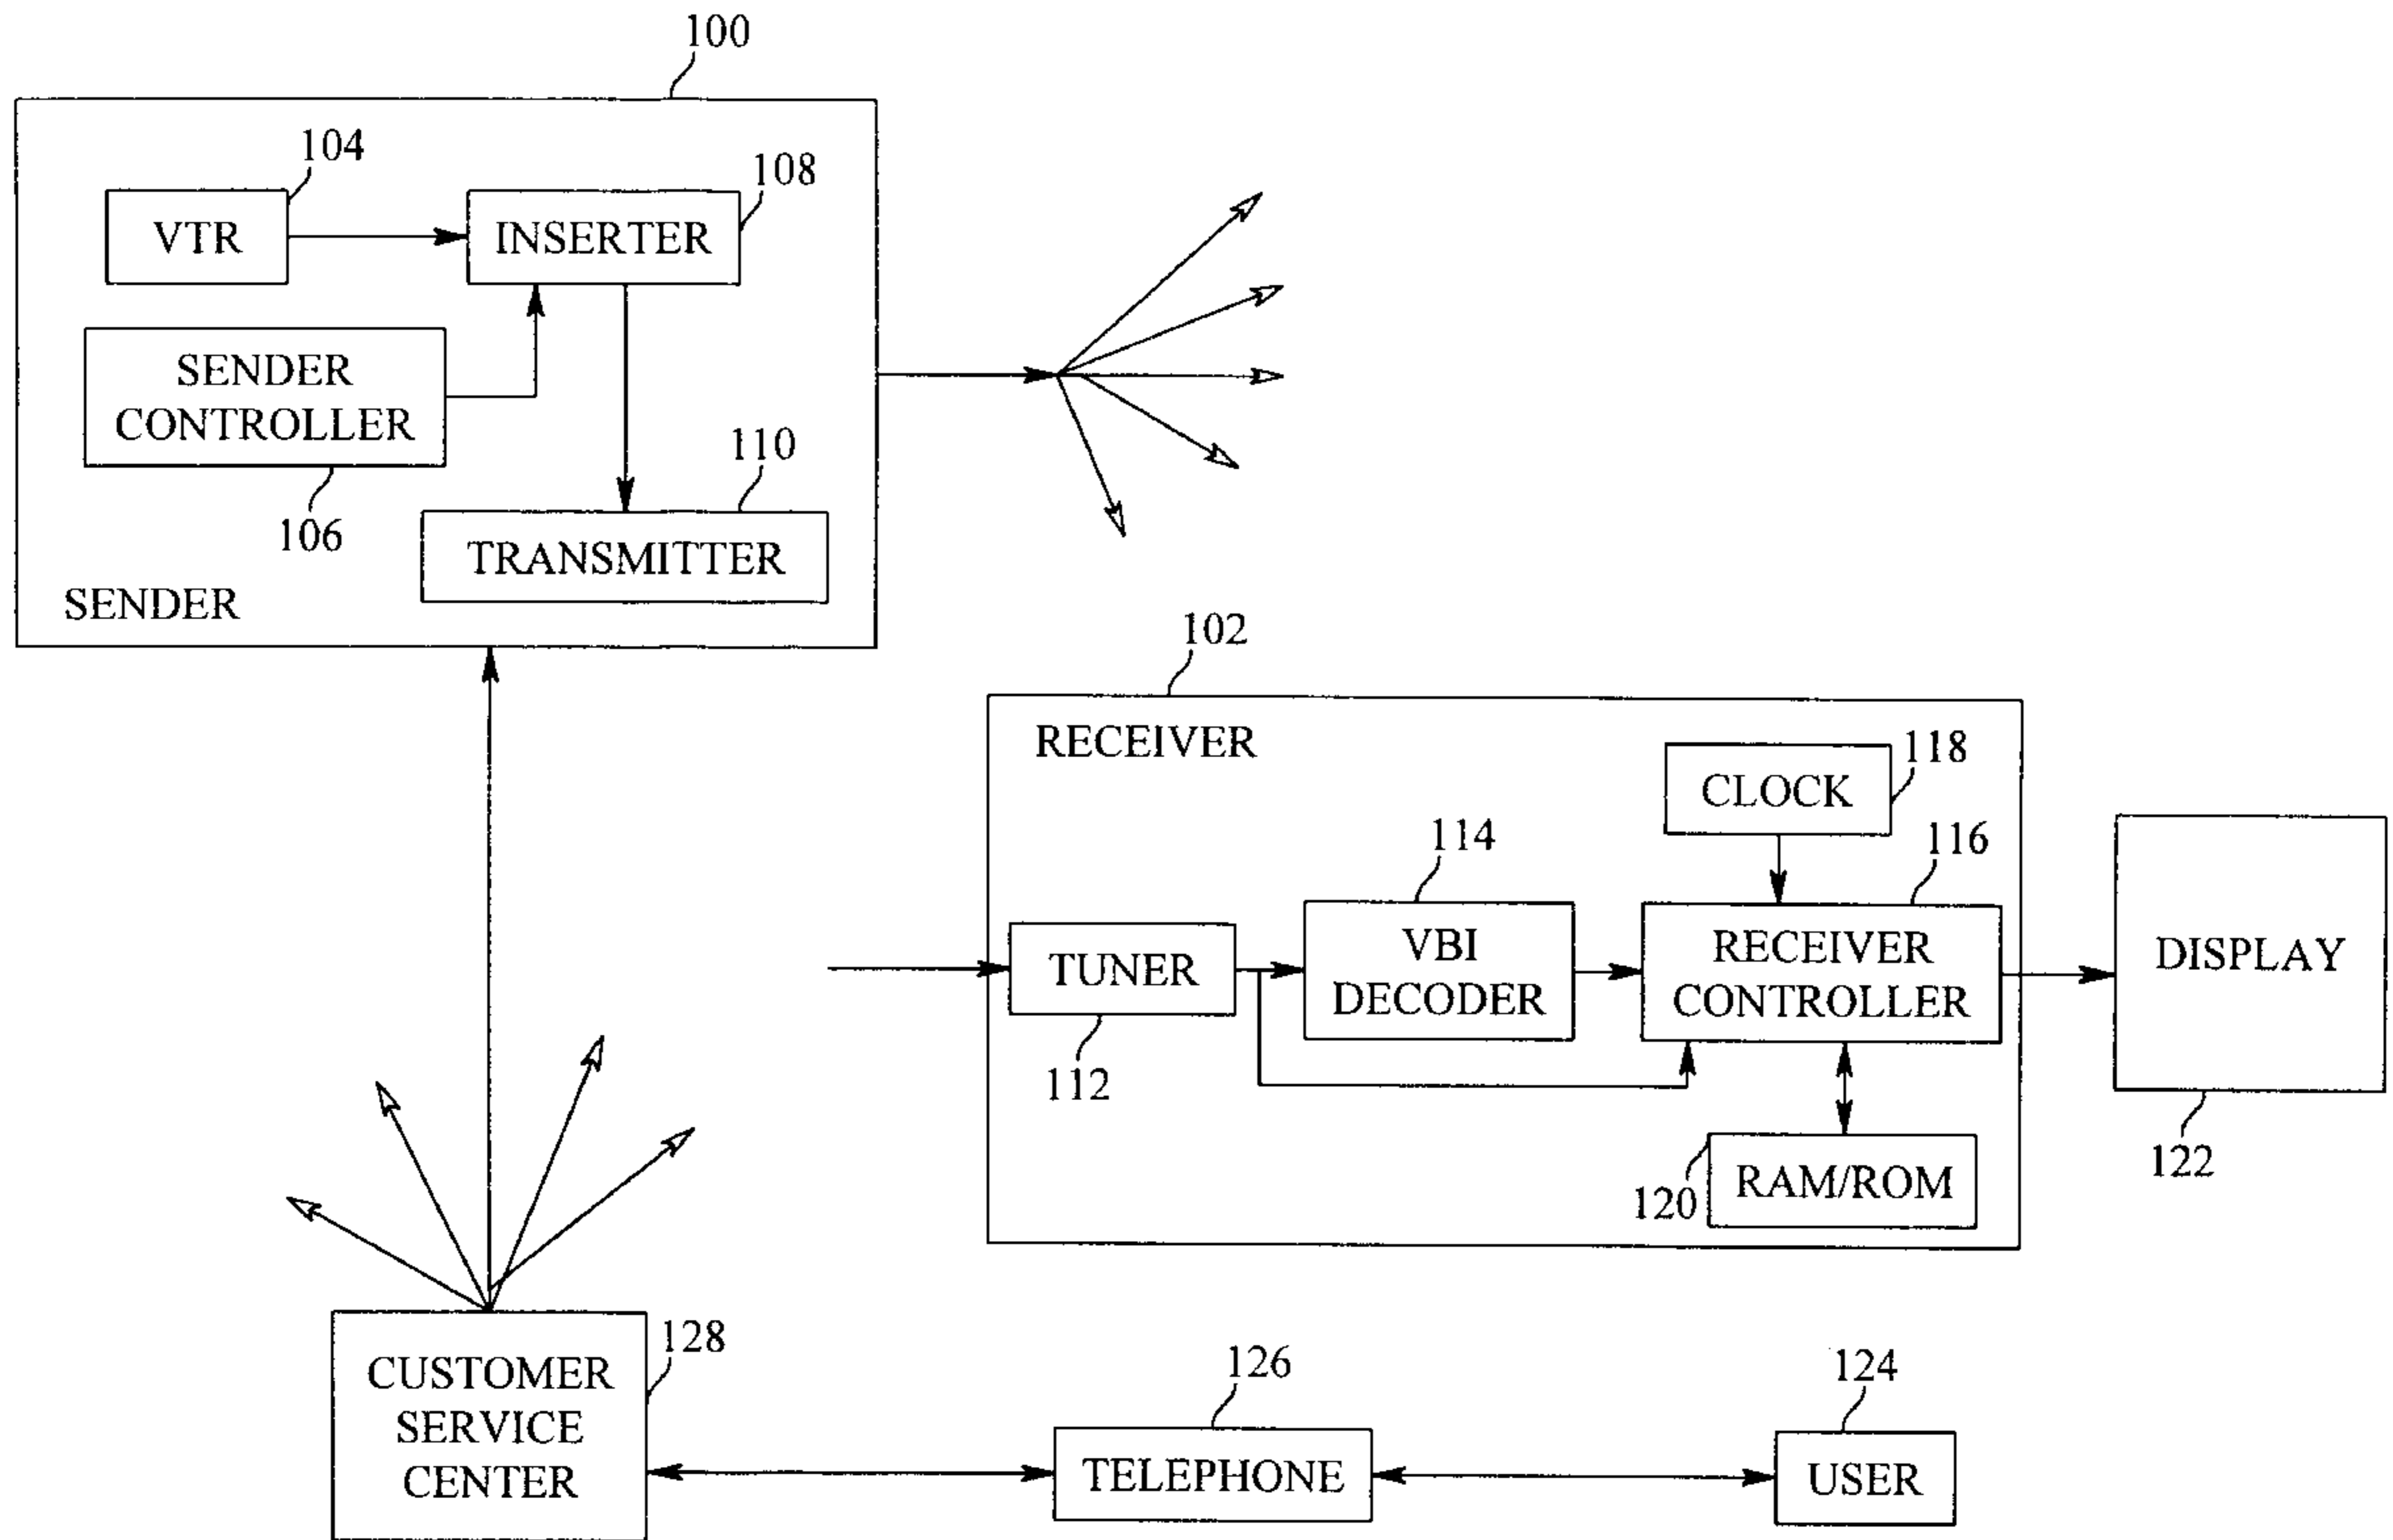 100
104
108
VTR
INSERTER
SENDER
CONTROLLER
110
106
TRANSMITTER
SENDER
102
RECEIVER
118
CLOCK
114
116
TUNER
VBI
DECODER
RECEIVER
CONTROLLER
DISPLAY
112
120
RAM/ROM
122
128
CUSTOMER
SERVICE
CENTER
126
TELEPHONE
124
USER